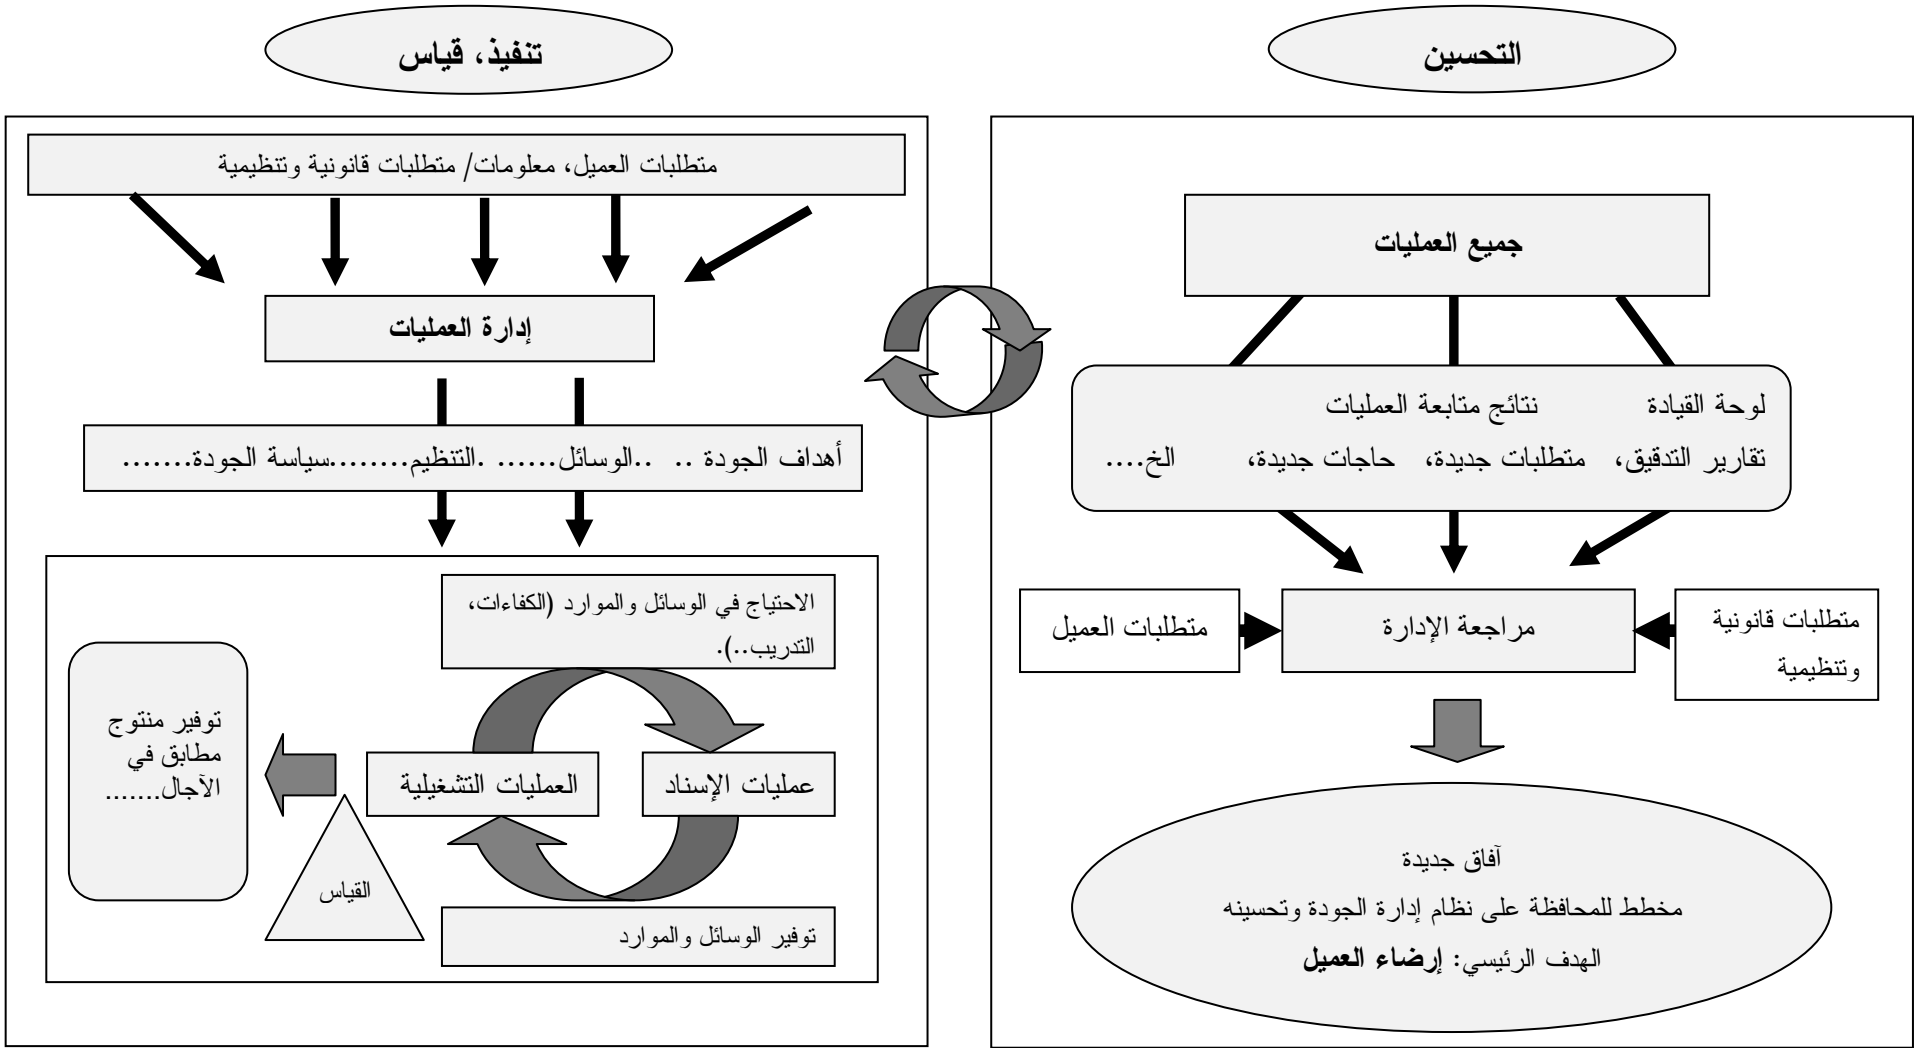 تنفيذ، قياس
متطلبات العميل، معلومات/ متطلبات قانونية وتنظيمية
إدارة العمليات
أهداف الجودة .. ..الوسائل...... .التنظيم........سياسة الجودة.......
الاحتياج في الوسائل والموارد (الكفاءات،
التدريب..).
عمليات الإسناد
العمليات التشغيلية
توفير منتوج
مطابق في
الآجال.......
القياس
توفير الوسائل والموارد
التحسين
جميع العمليات
لوحة القيادة نتائج متابعة العمليات
تقارير التدقيق، متطلبات جديدة، حاجات جديدة، الخ....
متطلبات قانونية
وتنظيمية
مراجعة الإدارة
متطلبات العميل
آفاق جديدة
مخطط للمحافظة على نظام إدارة الجودة وتحسينه
الهدف الرئيسي: إرضاء العميل